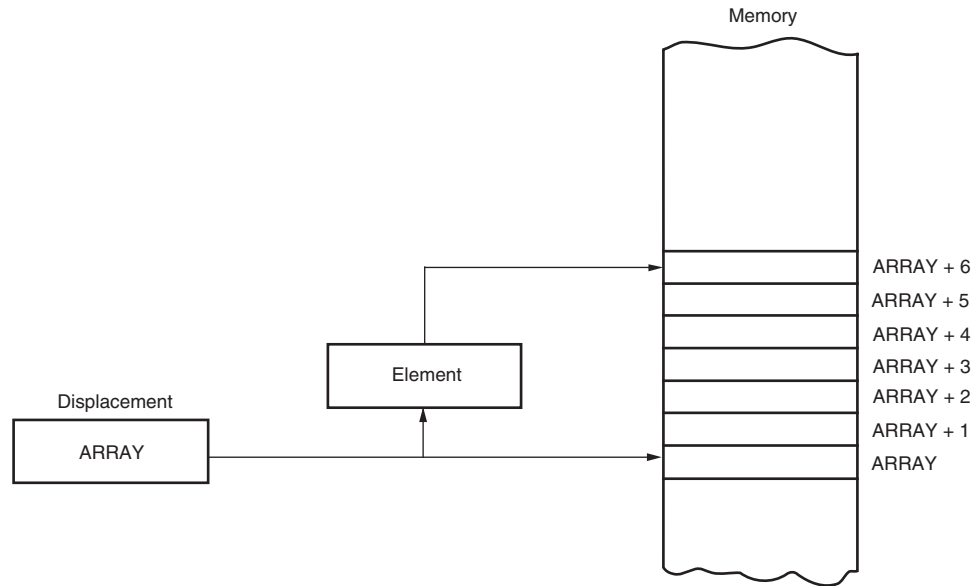 Memory
ARRAY + 6
ARRAY + 5
ARRAY + 4
Element
ARRAY + 3
Displacement
ARRAY + 2
ARRAY + 1
ARRAY
ARRAY